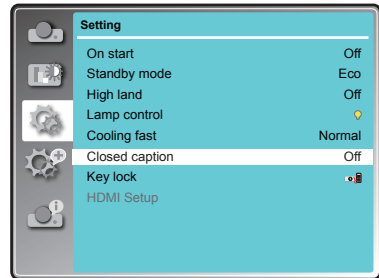 Setting
On start Off
Standby mode Eco
High land Off
Lamp control
Cooling fast Normal
Closed caption Off
Key lock
HDMI Setup